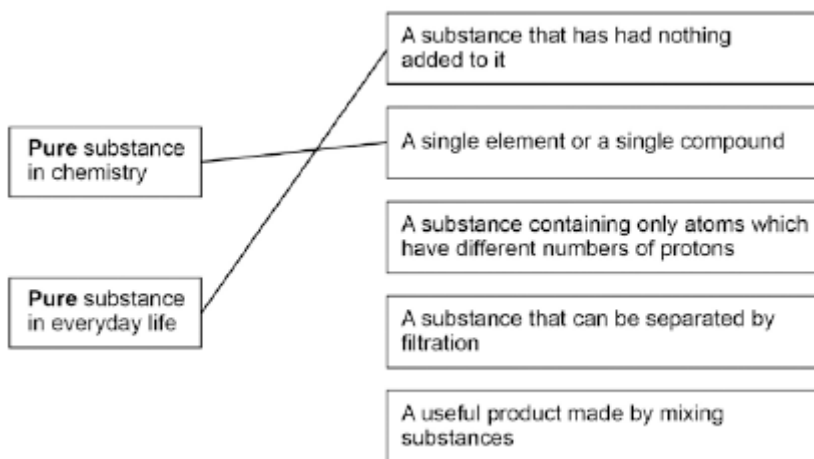 A substance that has had nothing
added to it
Pure substance
in chemistry
A single element or a single compound
A substance containing only atoms which
have different numbers of protons
Pure substance
in everyday life
A substance that can be separated by
filtration
A useful product made by mixing
substances